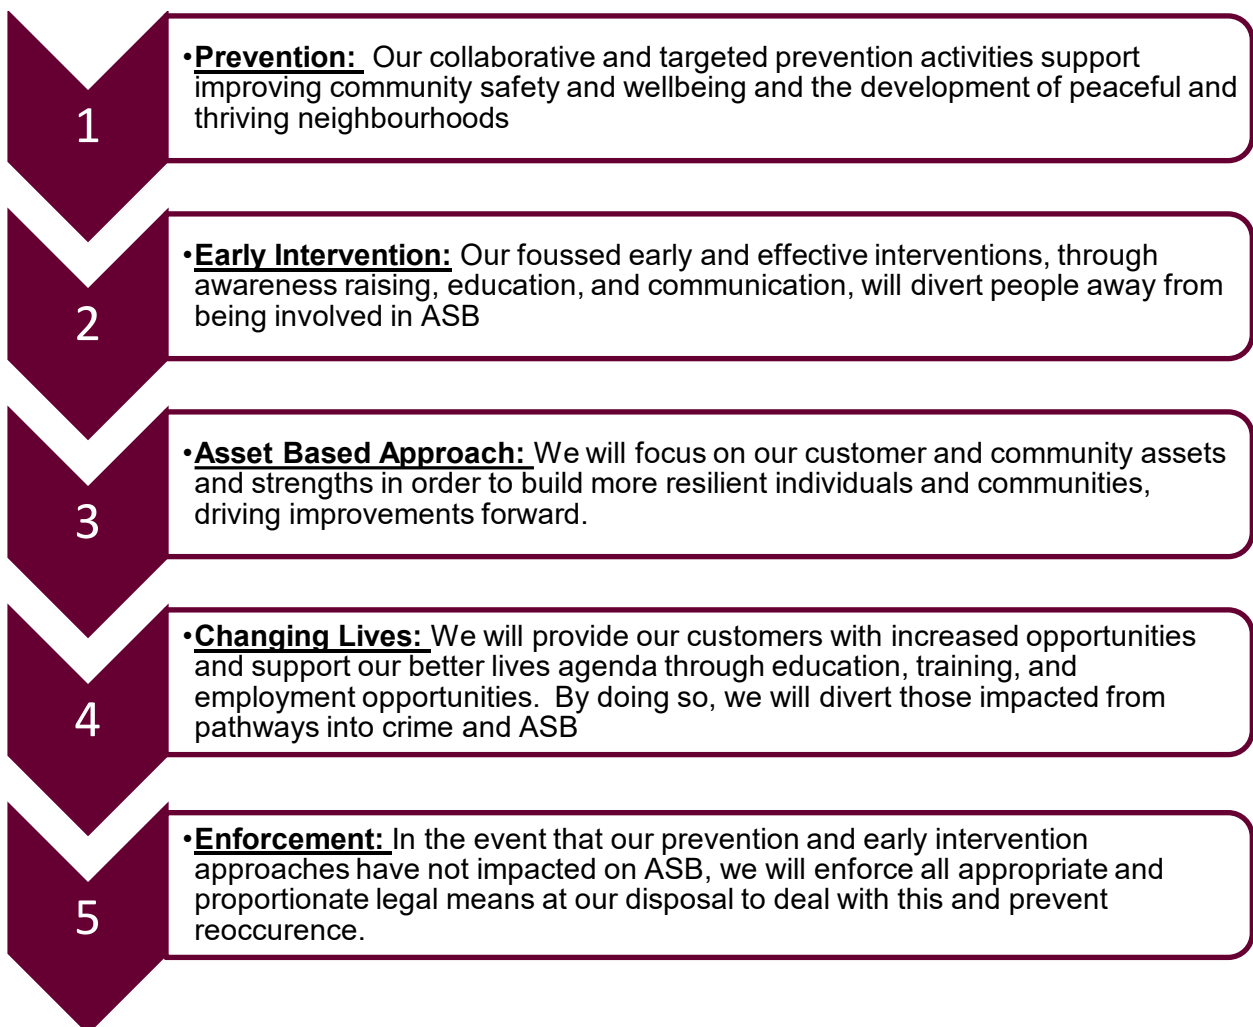 1
•Prevention: Our collaborative and targeted prevention activities support
improving community safety and wellbeing and the development of peaceful and
thriving neighbourhoods
2
•Early Intervention: Our foussed early and effective interventions, through
awareness raising, education, and communication, will divert people away from
being involved in ASB
3
•Asset Based Approach: We will focus on our customer and community assets
and strengths in order to build more resilient individuals and communities,
driving improvements forward.
4
•Changing Lives: We will provide our customers with increased opportunities
and support our better lives agenda through education, training, and
employment opportunities. By doing so, we will divert those impacted from
pathways into crime and ASB
5
•Enforcement: In the event that our prevention and early intervention
approaches have not impacted on ASB, we will enforce all appropriate and
proportionate legal means at our disposal to deal with this and prevent
reoccurence.